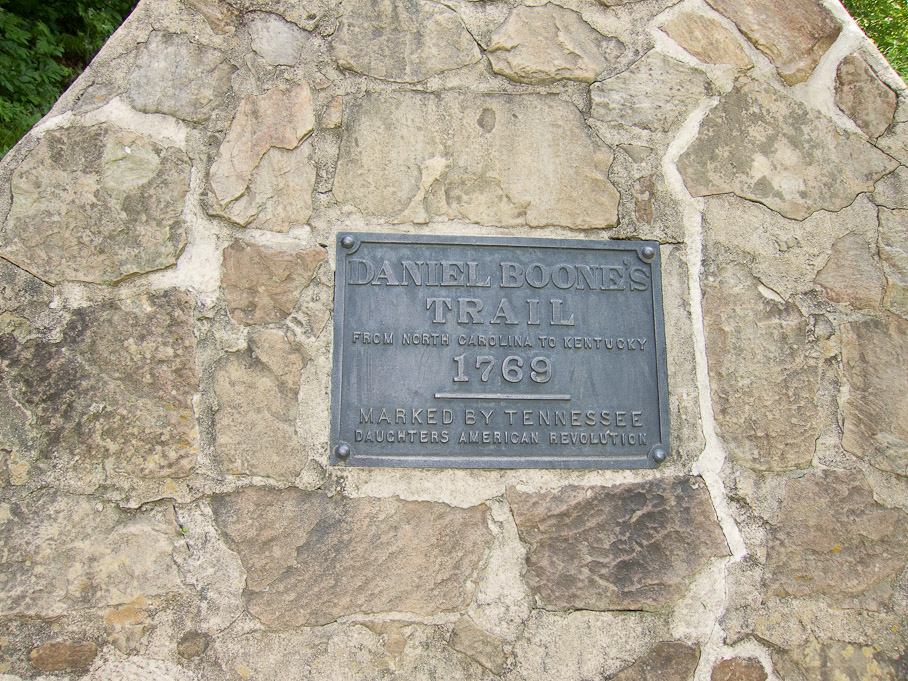 DANIEL BOONE'S
TRAIL
FROM NORTH CAROLINA TO KENTUCKY
1769
MARKED BY TENNESSEE
DAUGHTERS AMERICAN REVOLUTION